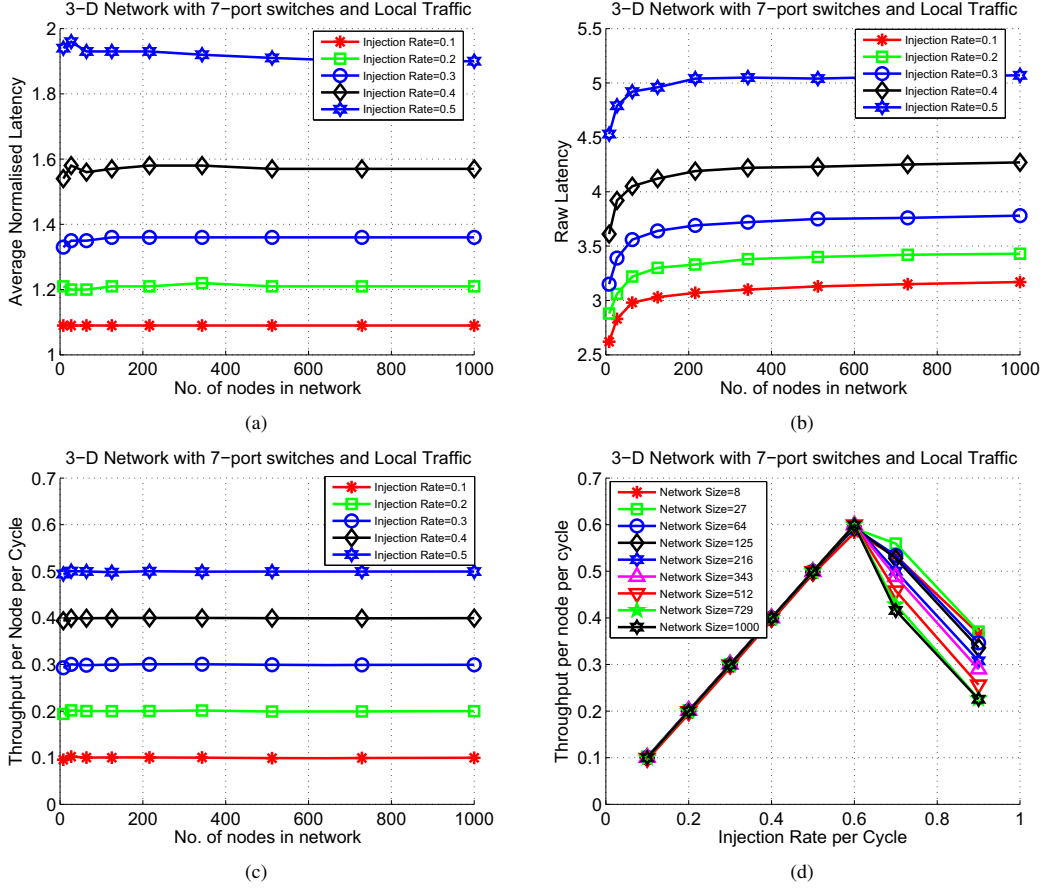 3-D Network with 7-port switches and Local Traffic
2
1.8
1.6
1.4
1.2
1
Average Normalised Latency
Injection Rate=0.1
Injection Rate=0.2
Injection Rate=0.3
Injection Rate=0.4
Injection Rate=0.5
0 200 400 600 800 1000
No. of nodes in network
(a)
3-D Network with 7-port switches and Local Traffic
5.5
5
4.5
4
3.5
3
2.5
Raw Latency
Injection Rate=0.1
Injection Rate=0.2
Injection Rate=0.3
Injection Rate=0.4
Injection Rate=0.5
0 200 400 600 800 1000
No. of nodes in network
(b)
3-D Network with 7-port switches and Local Traffic
0.7
0.6
0.5
0.4
0.3
0.2
0.1
0
Throughput per Node per Cycle
Injection Rate=0.1
Injection Rate=0.2
Injection Rate=0.3
Injection Rate=0.4
Injection Rate=0.5
0 200 400 600 800 1000
No. of nodes in network
(c)
3-D Network with 7-port switches and Local Traffic
0.7
0.6
0.5
0.4
0.3
0.2
0.1
0
Throughput per node per cycle
Network Size=8
Network Size=27
Network Size=64
Network Size=125
Network Size=216
Network Size=343
Network Size=512
Network Size=729
Network Size=1000
0 0.2 0.4 0.6 0.8 1
Injection Rate per Cycle
(d)